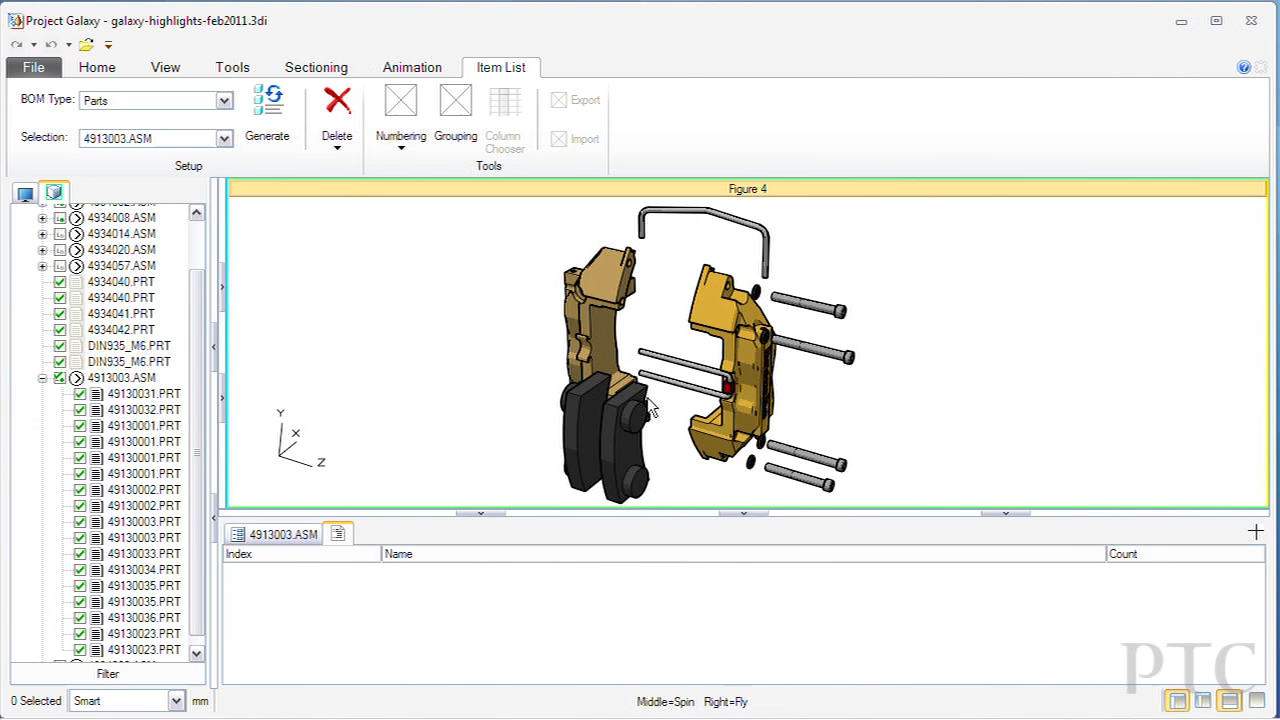 Project Galaxy - galaxy-highlights-feb2011.3di
File Home View Tools Sectioning Animation Item List
BOM Type: Parts
Selection: 4913003.ASM
Generate
Delete
Numbering
Grouping
Column
Chooser
Export
Import
Setup
Tools
4934008.ASM
4934014.ASM
4934020.ASM
4934057.ASM
4934040.PRT
4934040.PRT
4934041.PRT
4934042.PRT
DIN935_M6.PRT
DIN935_M6.PRT
4913003.ASM
49130031.PRT
49130032.PRT
49130001.PRT
49130001.PRT
49130001.PRT
49130001.PRT
49130002.PRT
49130002.PRT
49130003.PRT
49130003.PRT
49130033.PRT
49130034.PRT
49130035.PRT
49130035.PRT
49130036.PRT
49130023.PRT
49130023.PRT
Filter
0 Selected Smart mm
Figure 4
Y
X
Z
4913003.ASM
Index Name Count
PTC
Middle=Spin Right=Fly